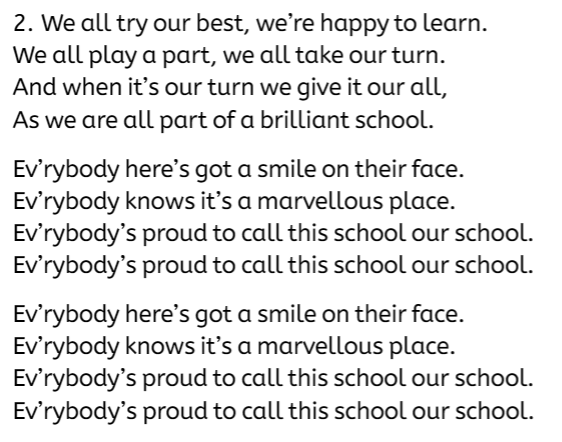 2. We all try our best, we’re happy to learn.
We all play a part, we all take our turn.
And when it’s our turn we give it our all,
As we are all part of a brilliant school.
Ev’rybody here’s got a smile on their face.
Ev’rybody knows it’s a marvellous place.
Ev’rybody’s proud to call this school our school.
Ev’rybody’s proud to call this school our school.
Ev’rybody here’s got a smile on their face.
Ev’rybody knows it’s a marvellous place.
Ev’rybody’s proud to call this school our school.
Ev’rybody’s proud to call this school our school.